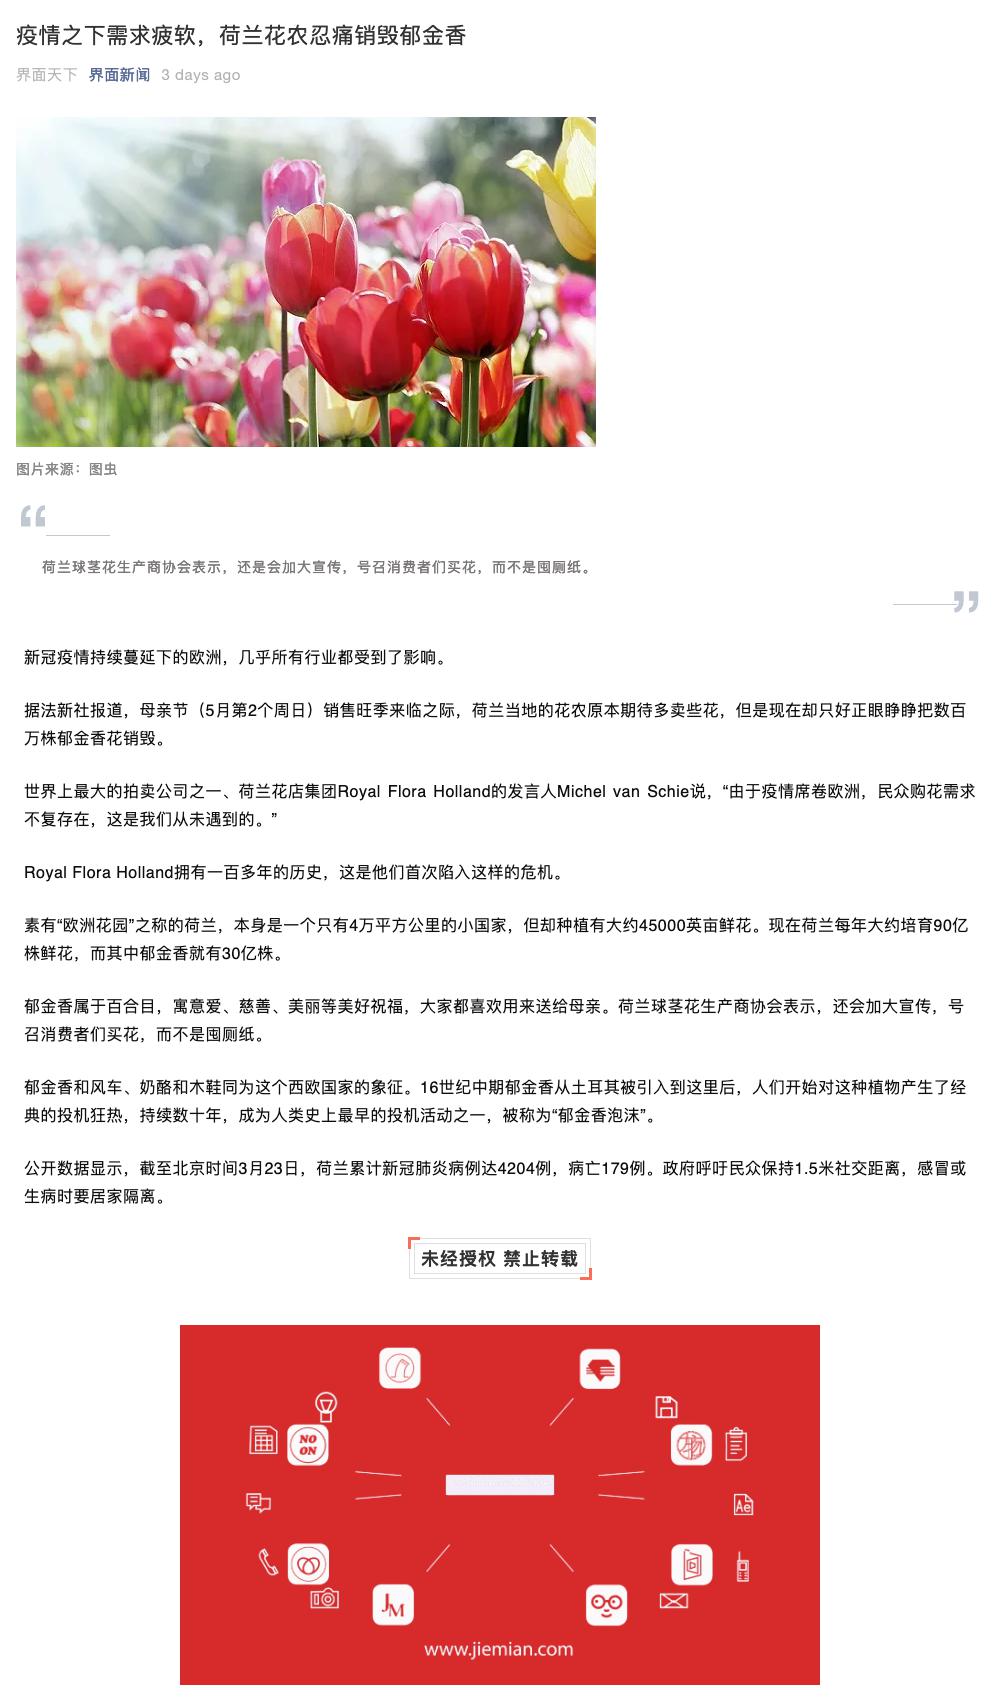 疫情之下需求疲软，荷兰花农忍痛销毁郁金香
界面天下 界面新闻 3 days ago
图片来源：图虫
荷兰球茎花生产商协会表示，还是会加大宣传，号召消费者们买花，而不是囤厕纸。
新冠疫情持续蔓延下的欧洲，几乎所有行业都受到了影响。
据法新社报道，母亲节（5月第2个周日）销售旺季来临之际，荷兰当地的花农原本期待多卖些花，但是现在却只好正眼睁睁把数百
万株郁金香花销毁。
世界上最大的拍卖公司之一、荷兰花店集团Royal Flora Holland的发言人Michel van Schie说，“由于疫情席卷欧洲，民众购花需求
不复存在，这是我们从未遇到的。”
Royal Flora Holland拥有一百多年的历史，这是他们首次陷入这样的危机。
素有“欧洲花园”之称的荷兰，本身是一个只有4万平方公里的小国家，但却种植有大约45000英亩鲜花。现在荷兰每年大约培育90亿
株鲜花，而其中郁金香就有30亿株。
郁金香属于百合目，寓意爱、慈善、美丽等美好祝福，大家都喜欢用来送给母亲。荷兰球茎花生产商协会表示，还会加大宣传，号
召消费者们买花，而不是囤厕纸。
郁金香和风车、奶酪和木鞋同为这个西欧国家的象征。16世纪中期郁金香从土耳其被引入到这里后，人们开始对这种植物产生了经
典的投机狂热，持续数十年，成为人类史上最早的投机活动之一，被称为“郁金香泡沫”。
公开数据显示，截至北京时间3月23日，荷兰累计新冠肺炎病例达4204例，病亡179例。政府呼吁民众保持1.5米社交距离，感冒或
生病时要居家隔离。
未经授权 禁止转载
NO
ON
万物
Ae
JM
www.jiemian.com